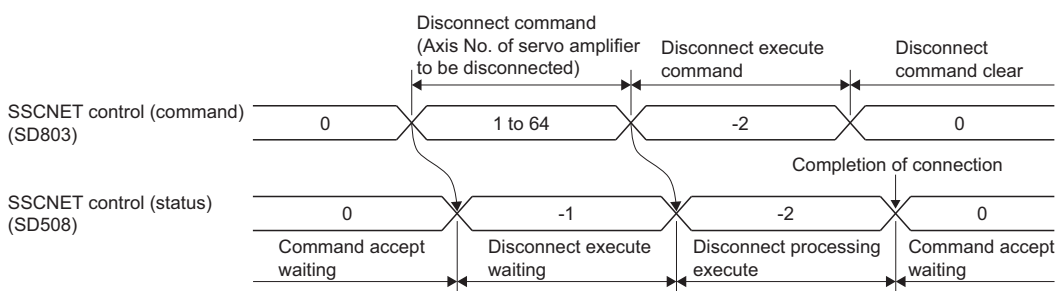 Disconnect command
(Axis No. of servo amplifier
to be disconnected)
Disconnect execute
command
Disconnect
command clear
SSCNET control (command)
(SD803)
0
1 to 64
-2
0
Completion of connection
SSCNET control (status)
(SD508)
0
-1
-2
0
Command accept
waiting
Disconnect execute
waiting
Disconnect processing
execute
Command accept
waiting